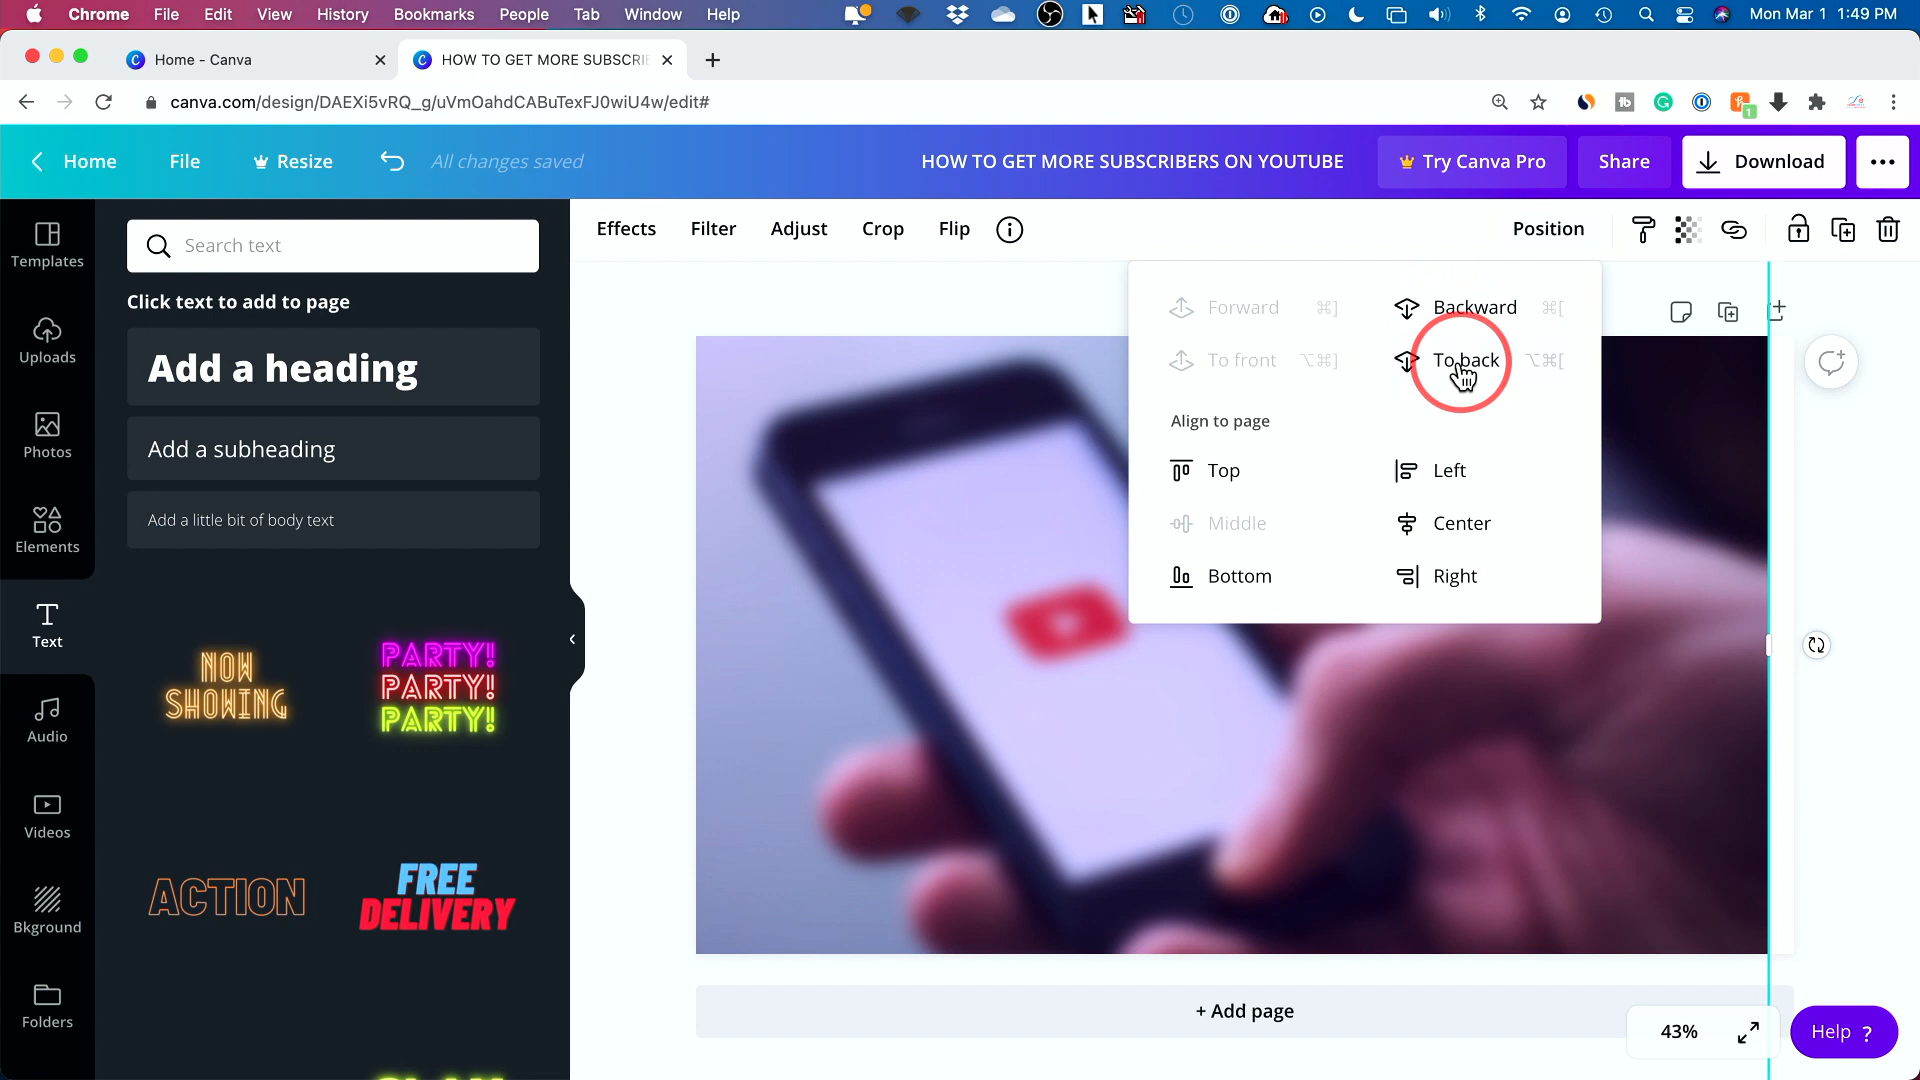 Chrome File Edit View History Bookmarks People Tab Window Help Mon Mar 1 1:49 PM
Home - Canva HOW TO GET MORE SUBSCRI
canva.com/design/DAEXi5vRQ_g/uVmOahdCABuTexFJ0wiU4w/edit#
Home File Resize All changes saved HOW TO GET MORE SUBSCRIBERS ON YOUTUBE Try Canva Pro Share Download
Effects Filter Adjust Crop Flip Position
Templates
Uploads
Photos
Elements
Text
Audio
Videos
Bkground
Folders
Search text
Click text to add to page
Add a heading
Add a subheading
Add a little bit of body text
NOW
SHOWING
PARTY!
PARTY!
PARTY!
ACTION
FREE
DELIVERY
Forward ⌘] Backward ⌘[
To front ⌥⌘] To back ⌥⌘[
Align to page
Top Left
Middle Center
Bottom Right
+ Add page
43%
Help ?